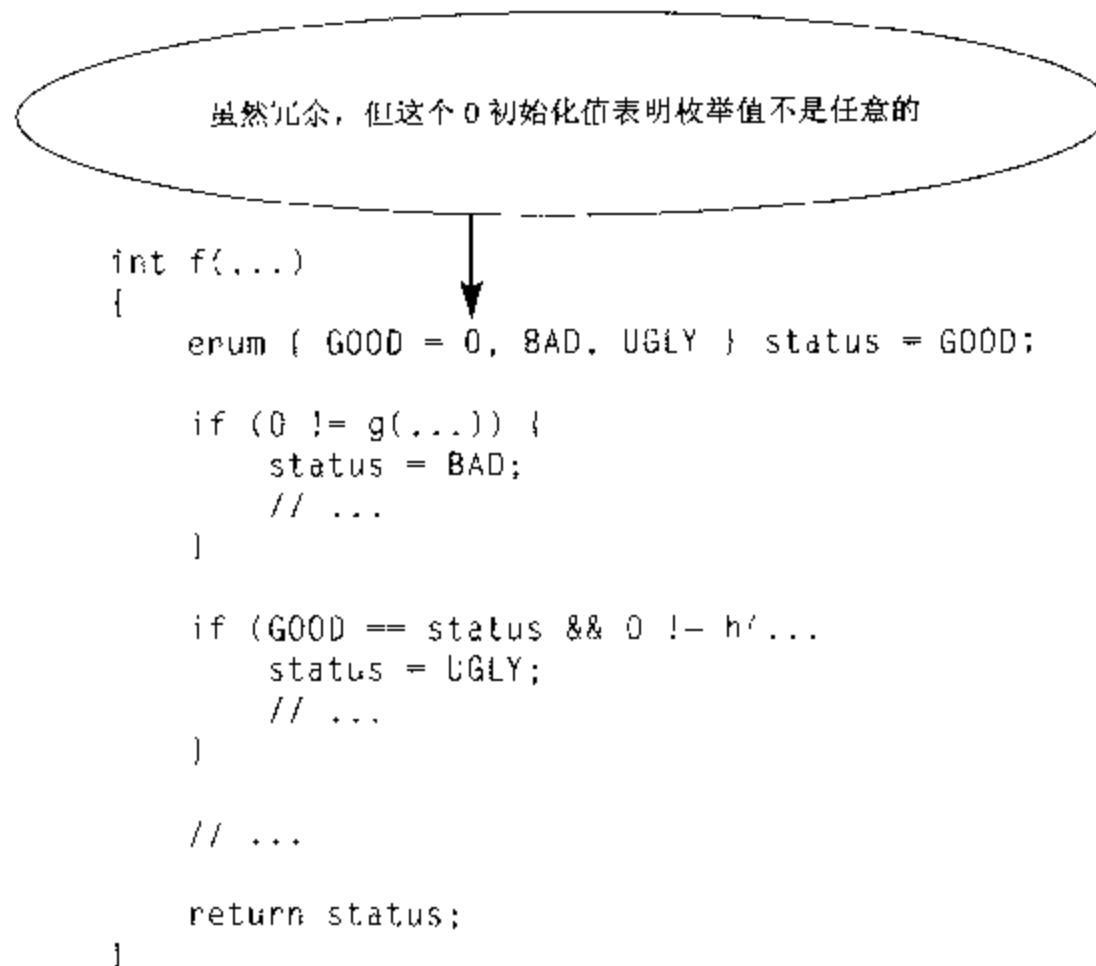 虽然冗余，但这个 0 初始化值表明枚举值不是任意的
int f(...)
{
enum { GOOD = 0, BAD, UGLY } status = GOOD;
if (0 != g(...)) {
status = BAD;
// ...
}
if (GOOD == status && 0 != h(...
status = UGLY;
// ...
}
// ...
return status;
}